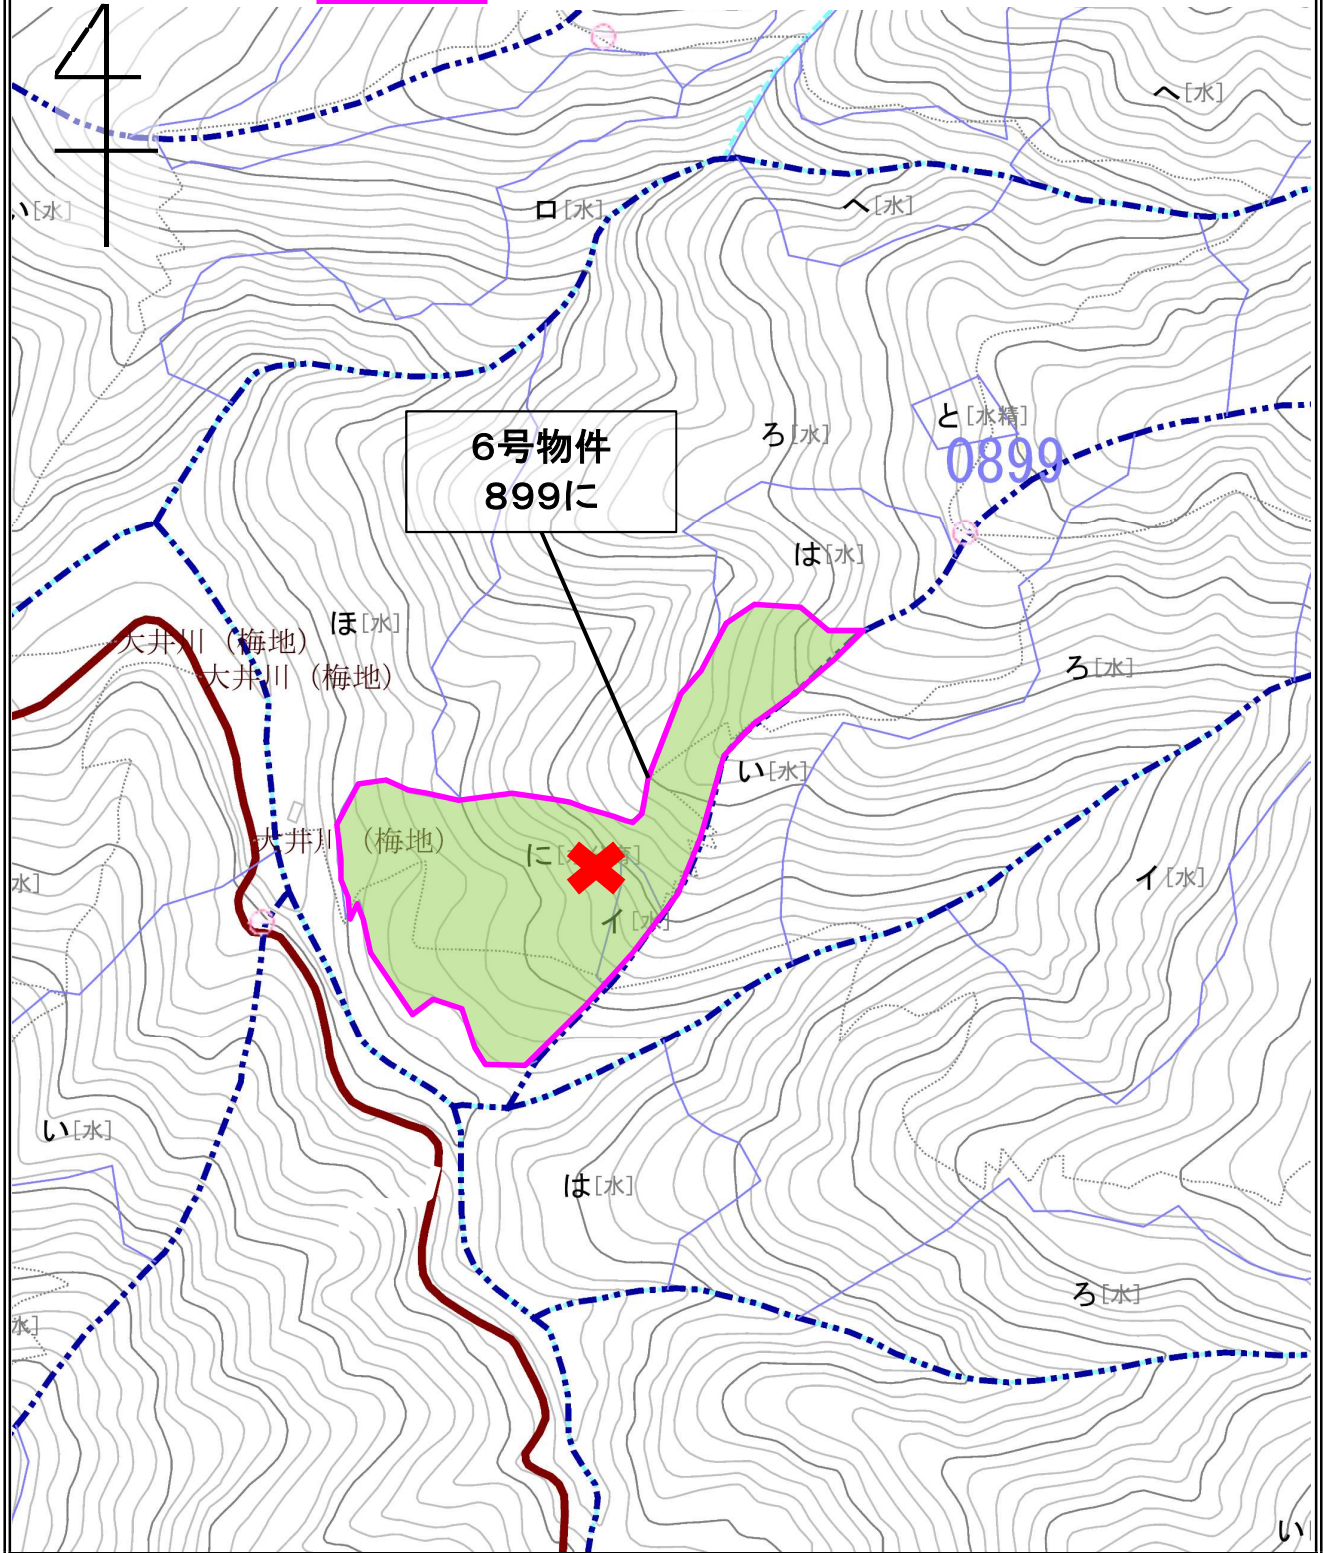 へ[水]
い[水]
ロ[水]
へ[水]
と[水精]
ろ[水]
0899
6号物件
899に
は[水]
ほ[水]
大井川（梅地）
大井川（梅地）
ろ[水]
い[水]
大井川（梅地）
に[
水]
イ[水]
イ[水]
い[水]
は[水]
ろ[水]
水]
い